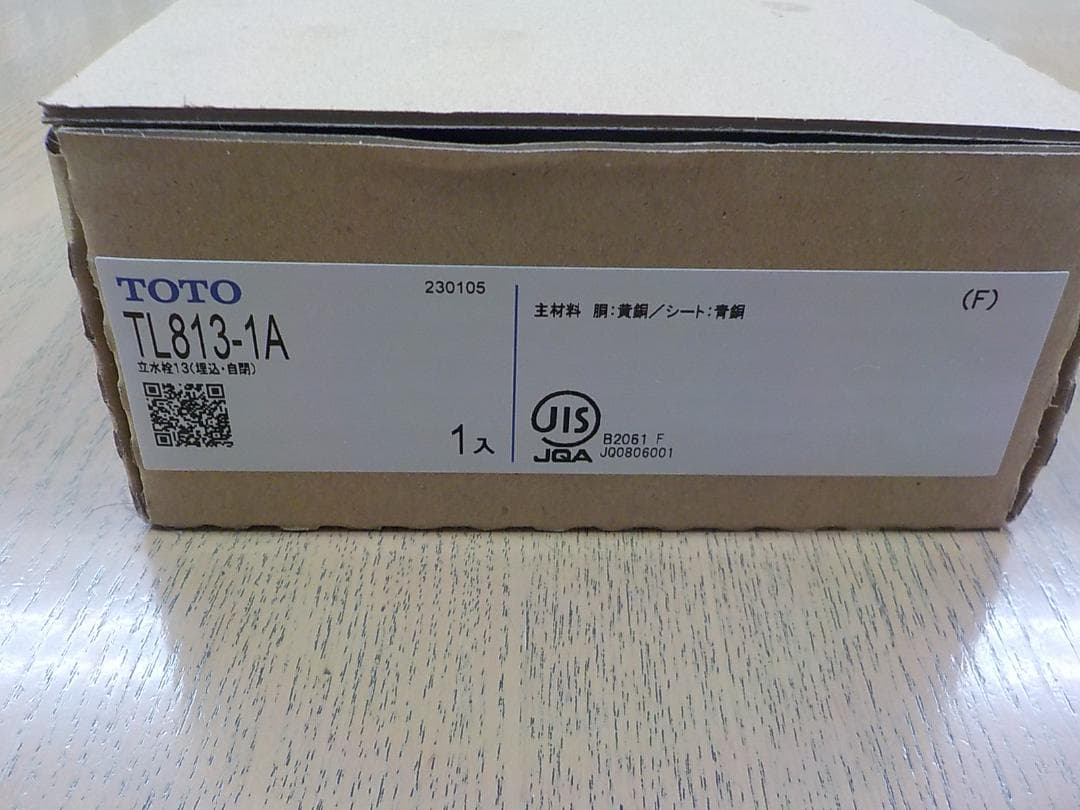 TOTO
230105
TL813-1A
立水栓13(埋込・自閉)
1入
主材料 胴:黄銅/シート:青銅
(F)
JIS
JQA
B2061 F
JQ0806001